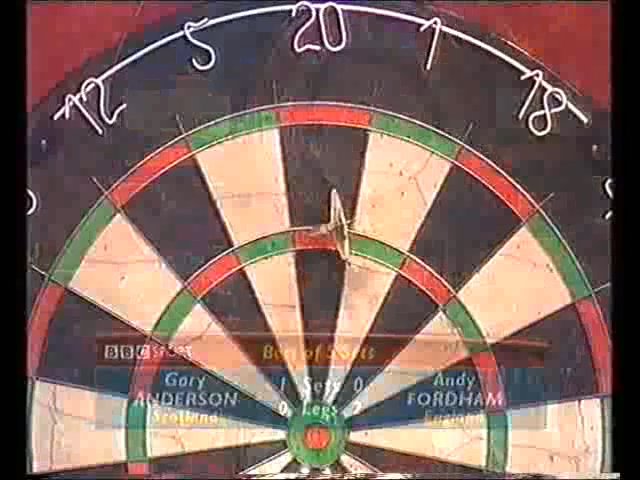 12 5 20 1 18
BBC SPORT Best of 5 Sets
Gary 1 Sets 0 Andy
ANDERSON 0 Legs 2 FORDHAM
Scotland England